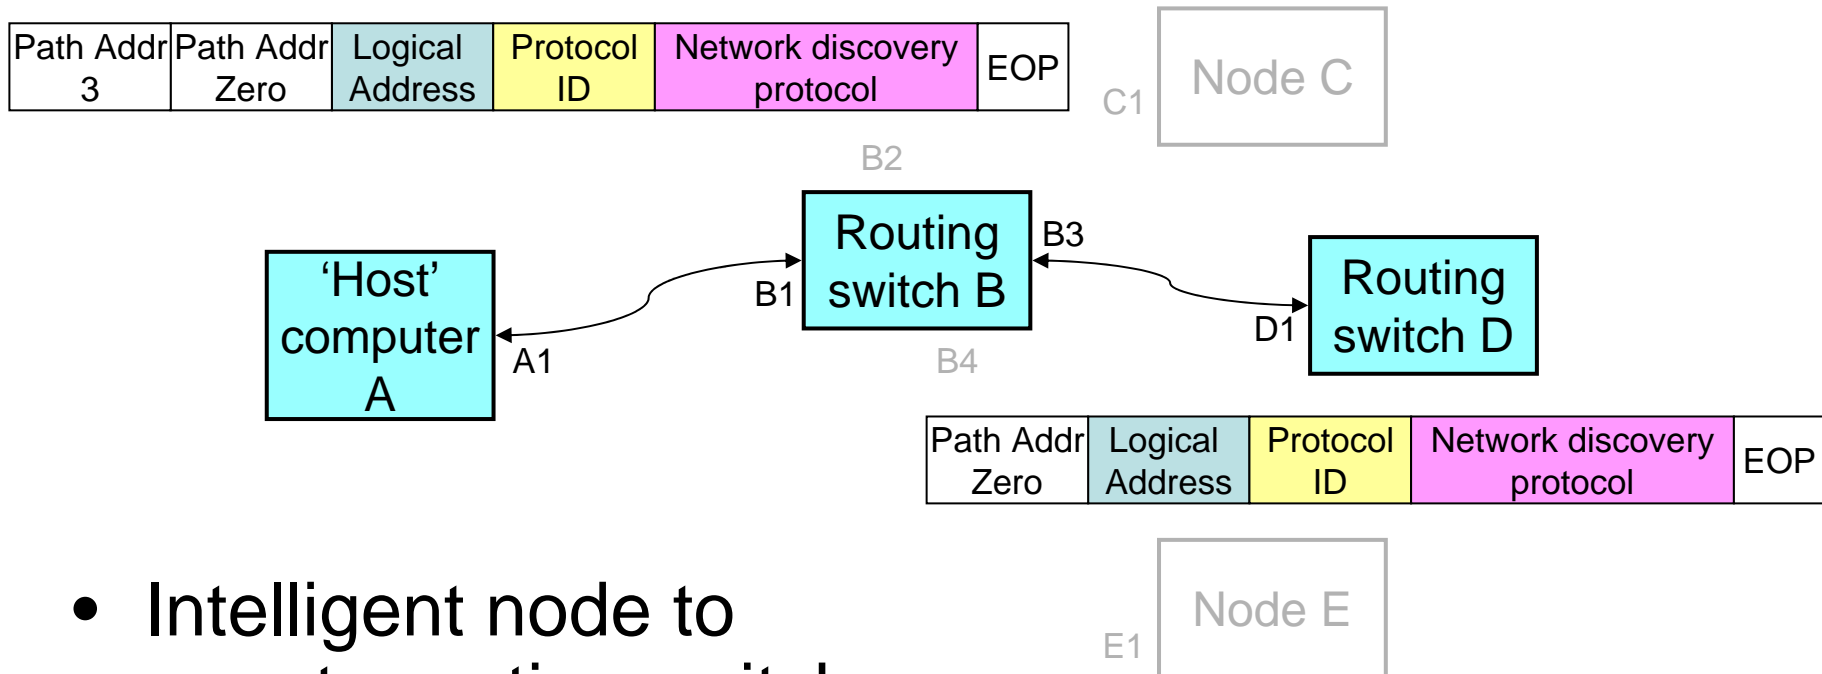 Path Addr 3
Path Addr Zero
Logical Address
Protocol ID
Network discovery protocol
EOP
C1
Node C
B2
'Host' computer A
A1
B1
Routing switch B
B3
B4
D1
Routing switch D
Path Addr Zero
Logical Address
Protocol ID
Network discovery protocol
EOP
• Intelligent node to
routing switch
E1
Node E